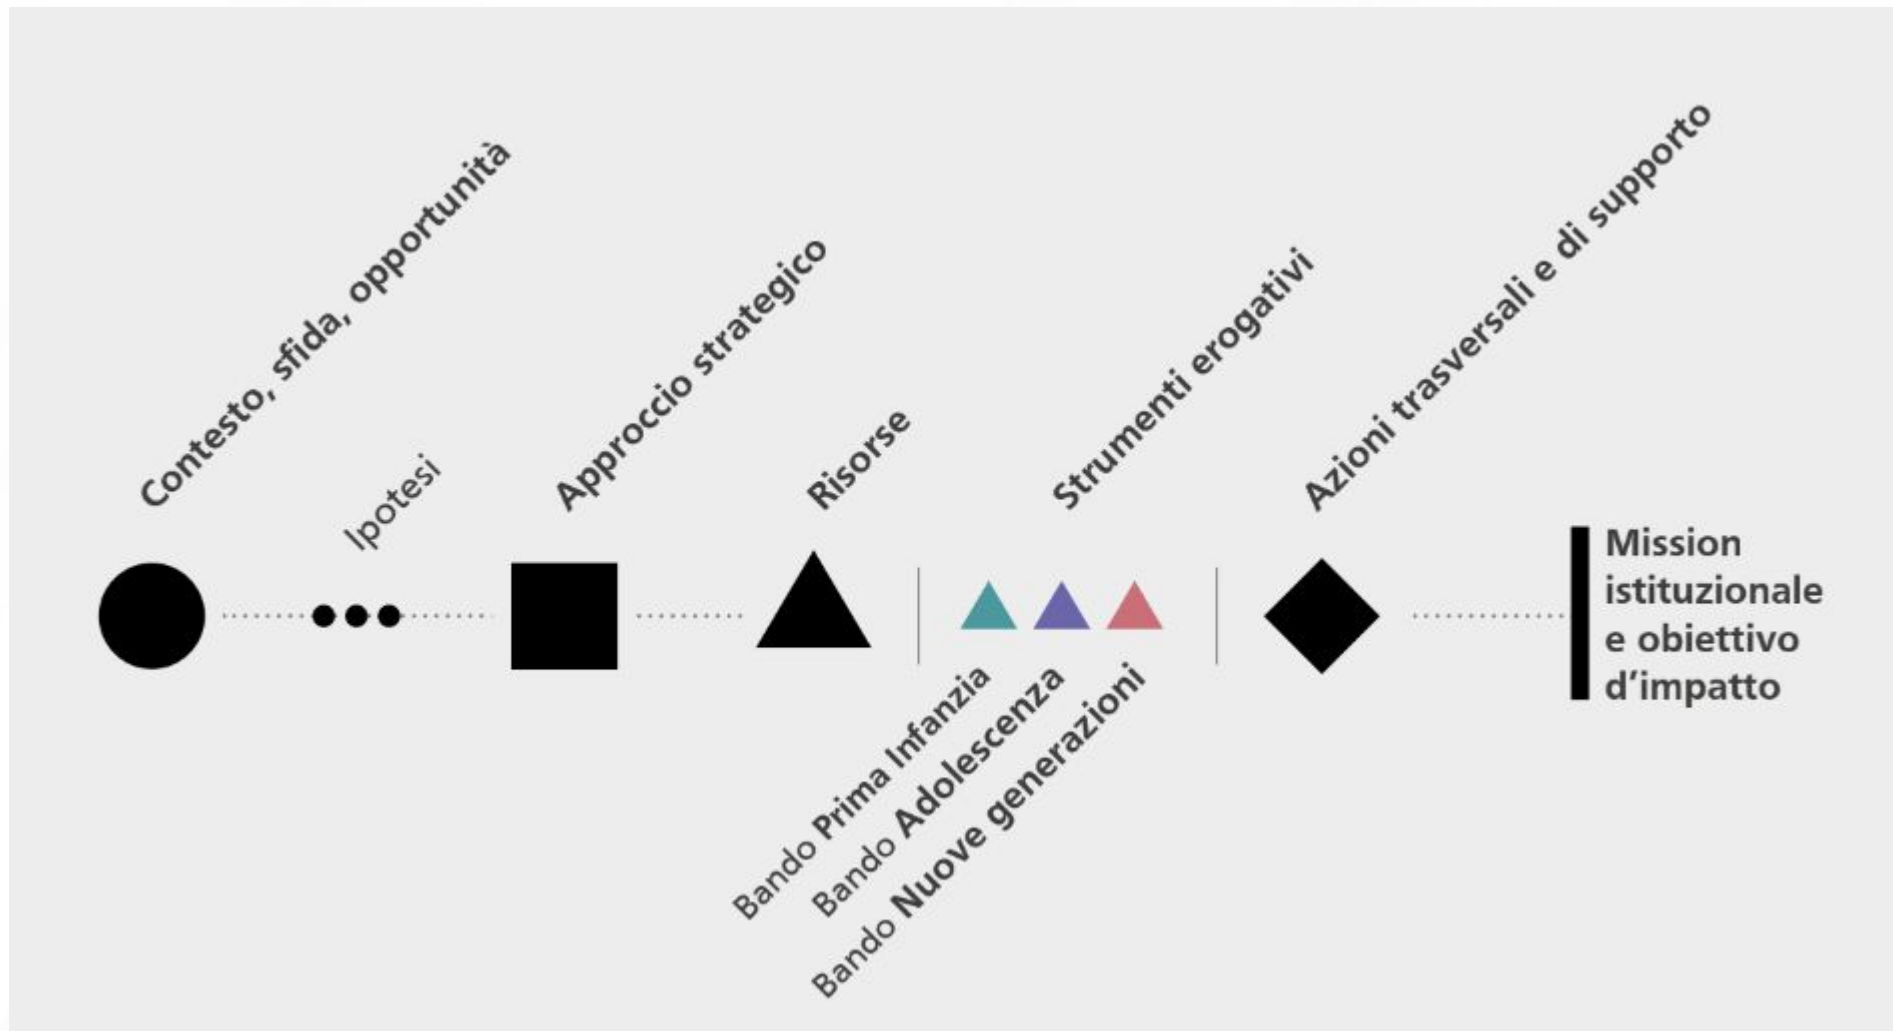 Contesto, sfida, opportunità
Ipotesi
Approccio strategico
Risorse
Strumenti erogativi
Azioni trasversali e di supporto
Mission
istituzionale
e obiettivo
d’impatto
Bando Prima Infanzia
Bando Adolescenza
Bando Nuove generazioni